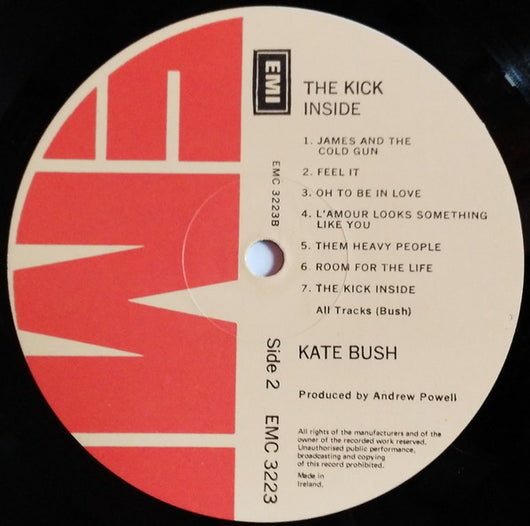 EMI
EMI
THE KICK
INSIDE
1. JAMES AND THE
COLD GUN
2. FEEL IT
3. OH TO BE IN LOVE
4. L'AMOUR LOOKS SOMETHING
LIKE YOU
5. THEM HEAVY PEOPLE
6. ROOM FOR THE LIFE
7. THE KICK INSIDE
All Tracks (Bush)
EMC 3223B
KATE BUSH
Side 2 EMC 3223
Produced by Andrew Powell
All rights of the manufacturers and of the
owner of the recorded work reserved.
Unauthorised public performance,
broadcasting and copying
of this record prohibited.
Made in
Ireland.